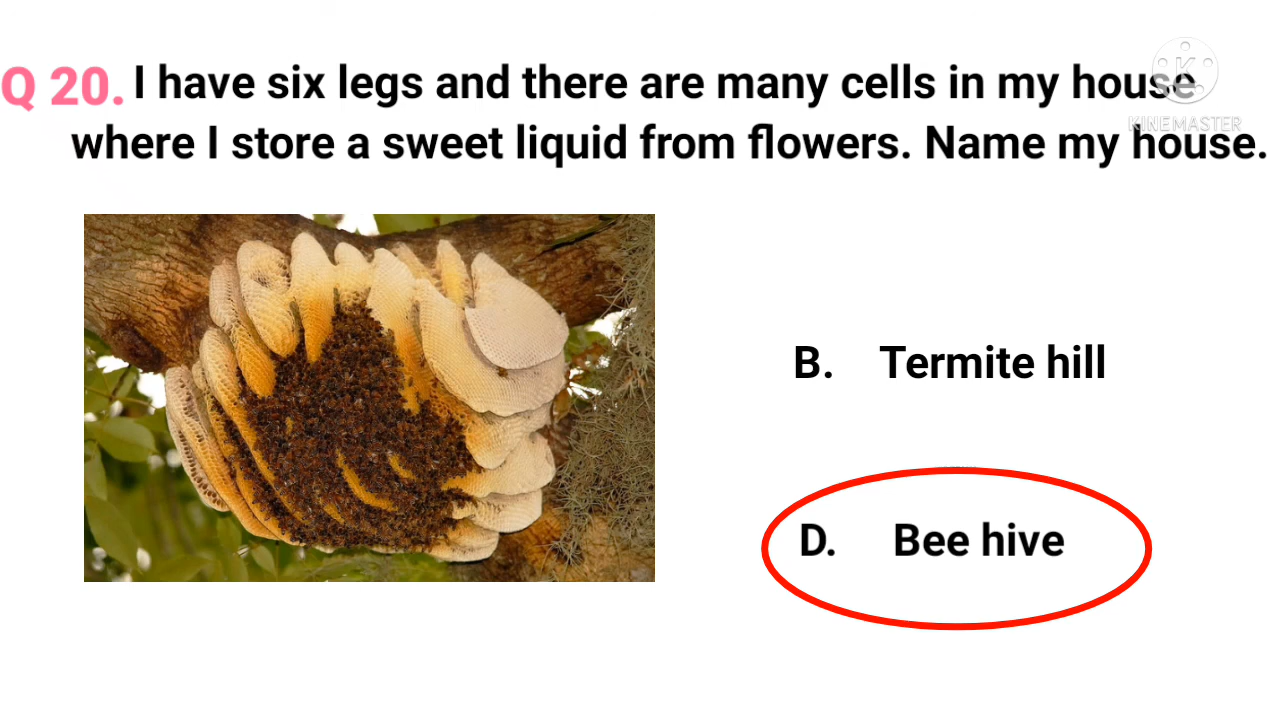 Q 20. I have six legs and there are many cells in my house
where I store a sweet liquid from flowers. Name my house.
KINEMASTER
B. Termite hill
D. Bee hive